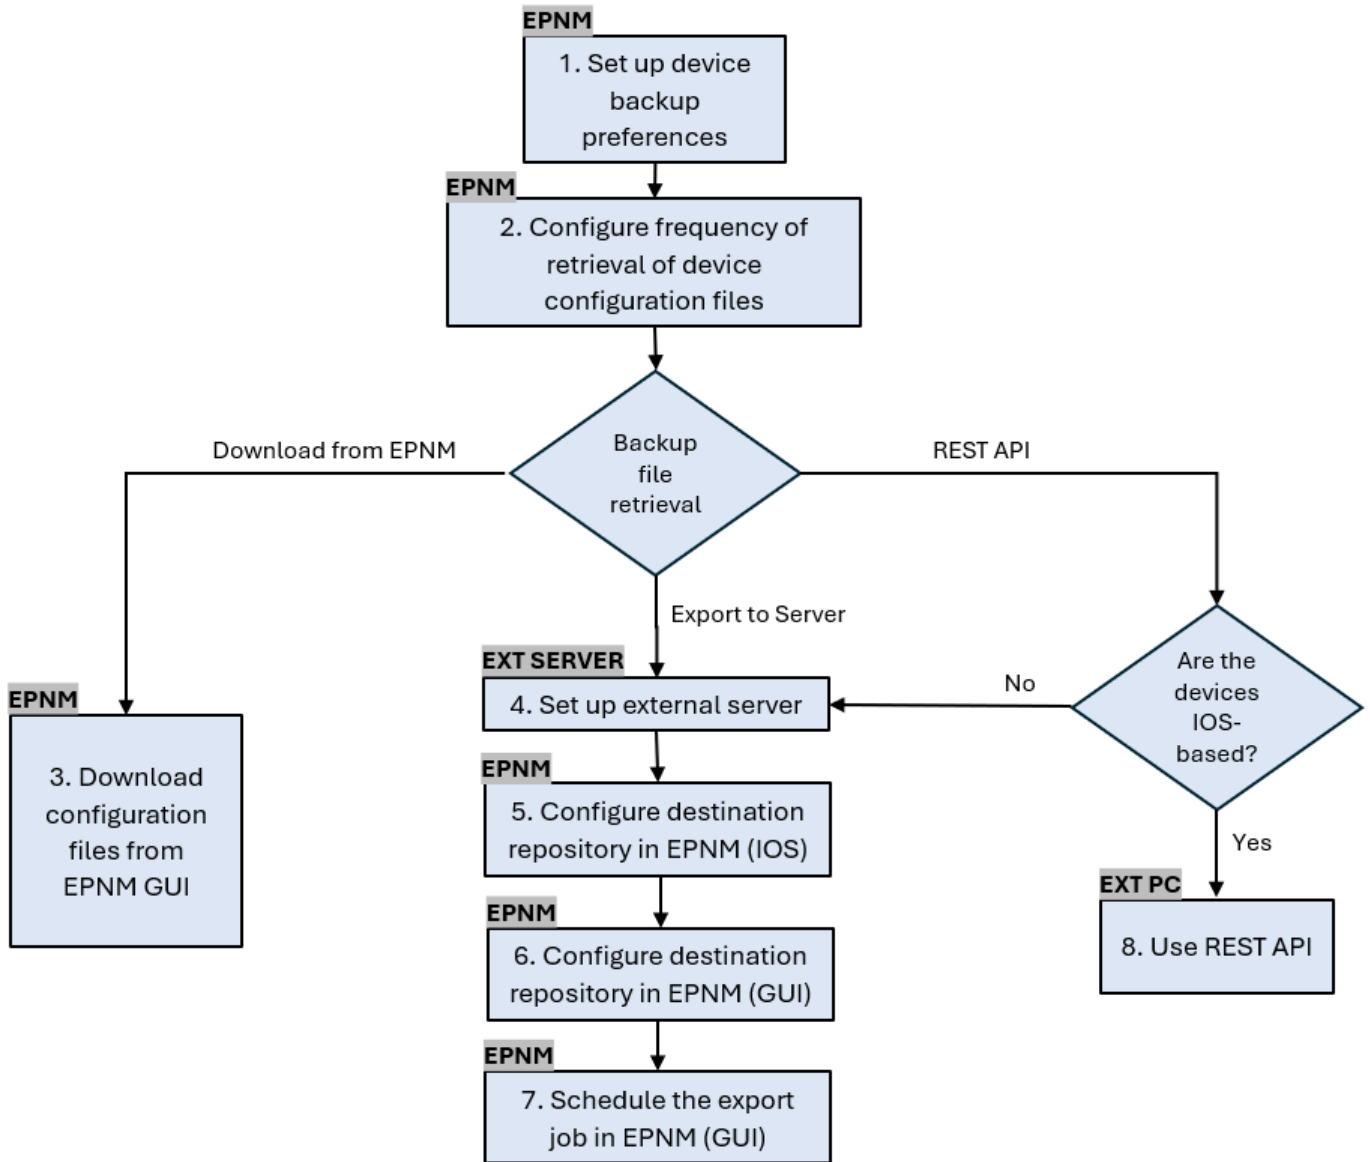 EPNM
1. Set up device
backup
preferences
EPNM
2. Configure frequency of
retrieval of device
configuration files
Backup
file
retrieval
Download from EPNM
REST API
Export to Server
EPNM
3. Download
configuration
files from
EPNM GUI
EXT SERVER
4. Set up external server
No
Are the
devices
IOS-
based?
Yes
EPNM
5. Configure destination
repository in EPNM (IOS)
EPNM
6. Configure destination
repository in EPNM (GUI)
EPNM
7. Schedule the export
job in EPNM (GUI)
EXT PC
8. Use REST API